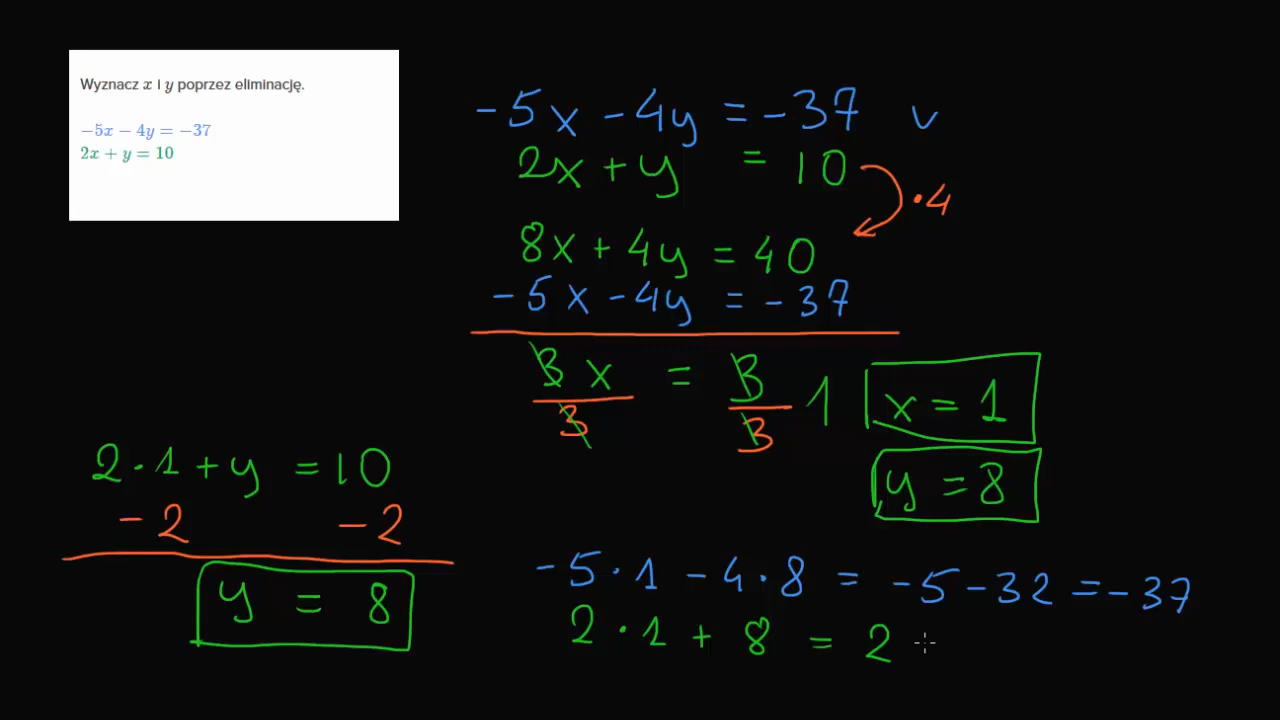 Wyznacz x i y poprzez eliminację.
−5x − 4y = −37
2x + y = 10
-5x -4y = -37 v
2x + y = 10
·4
8x + 4y = 40
-5x -4y = -37
3x = 3 1
3 3
x = 1
y = 8
2·1 + y = 10
-2 -2
y = 8
-5·1 - 4·8 = -5-32 = -37
2·1 + 8 = 2